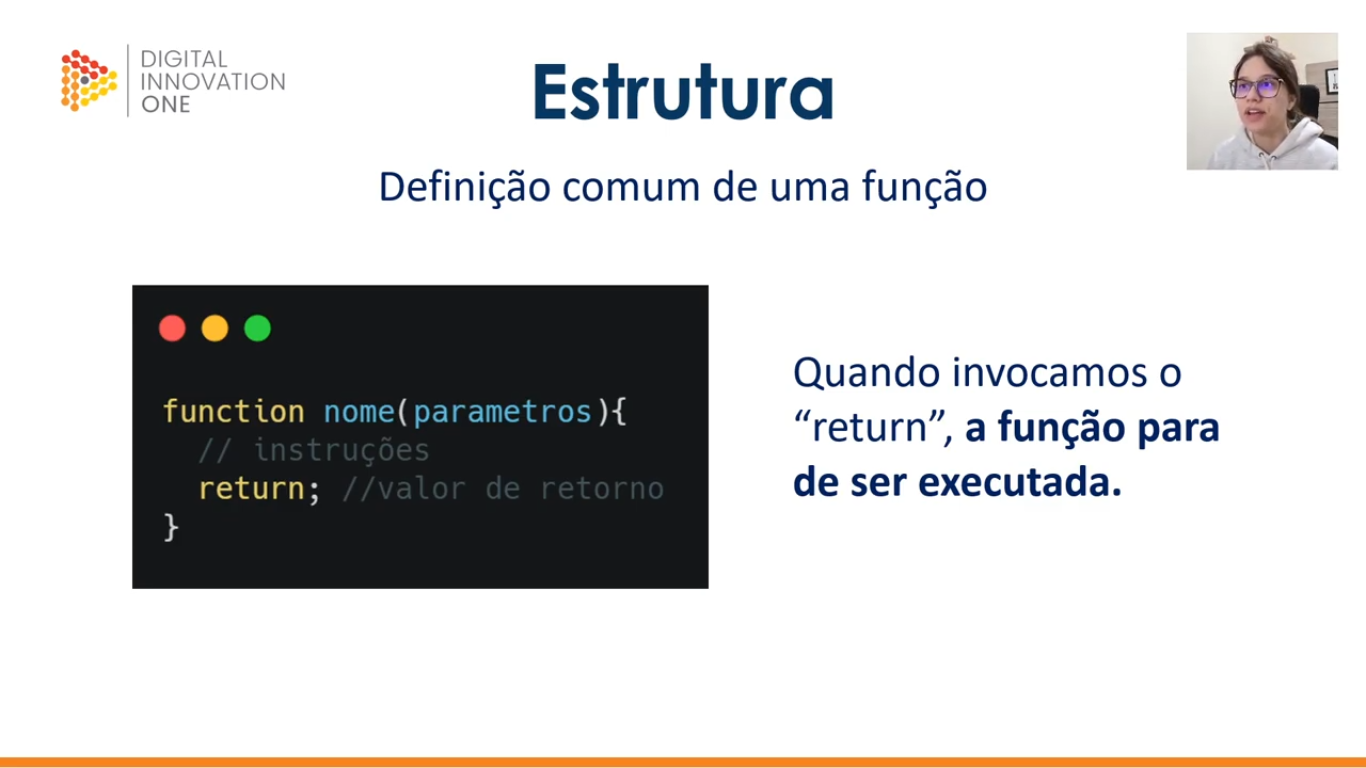 DIGITAL
INNOVATION
ONE
Estrutura
Definição comum de uma função
function nome(parametros){
// instruções
return; //valor de retorno
}
Quando invocamos o
“return”, a função para
de ser executada.